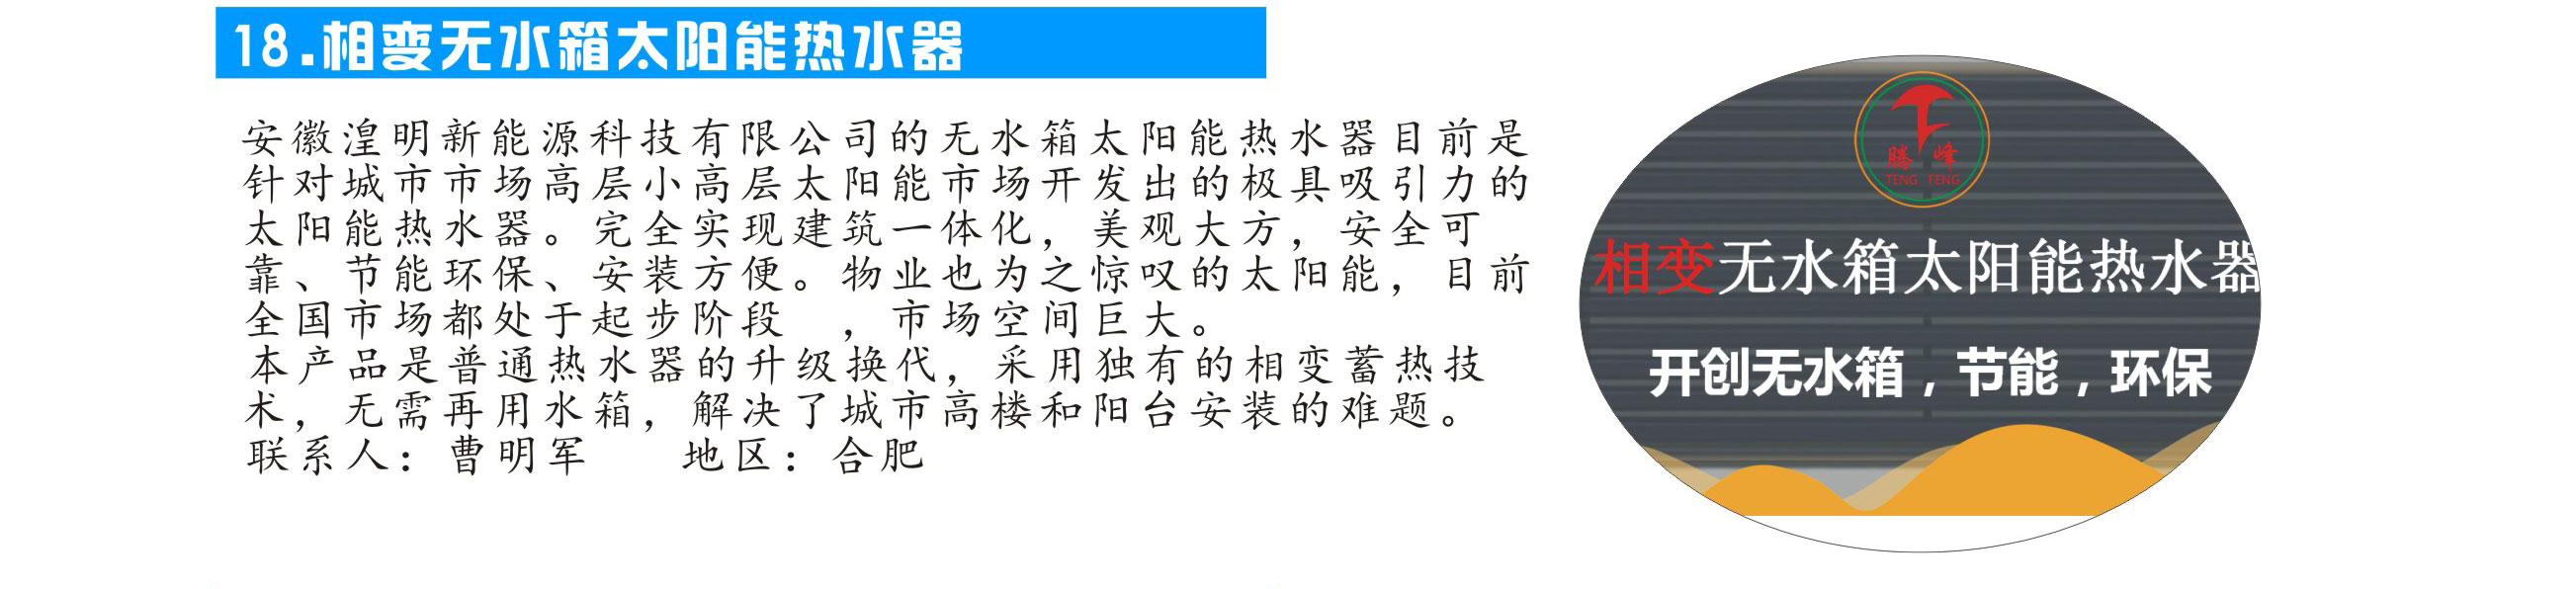 18.相变无水箱太阳能热水器
安徽湟明新能源科技有限公司的无水箱太阳能热水器目前是
针对城市市场高层小高层太阳能市场开发出的极具吸引力的
太阳能热水器。完全实现建筑一体化，美观大方，安全可
靠、节能环保、安装方便。物业也为之惊叹的太阳能，目前
全国市场都处于起步阶段 ，市场空间巨大。
本产品是普通热水器的升级换代，采用独有的相变蓄热技
术，无需再用水箱，解决了城市高楼和阳台安装的难题。
联系人：曹明军 地区：合肥
腾 峰
TENG FENG
相变无水箱太阳能热水器
开创无水箱，节能，环保